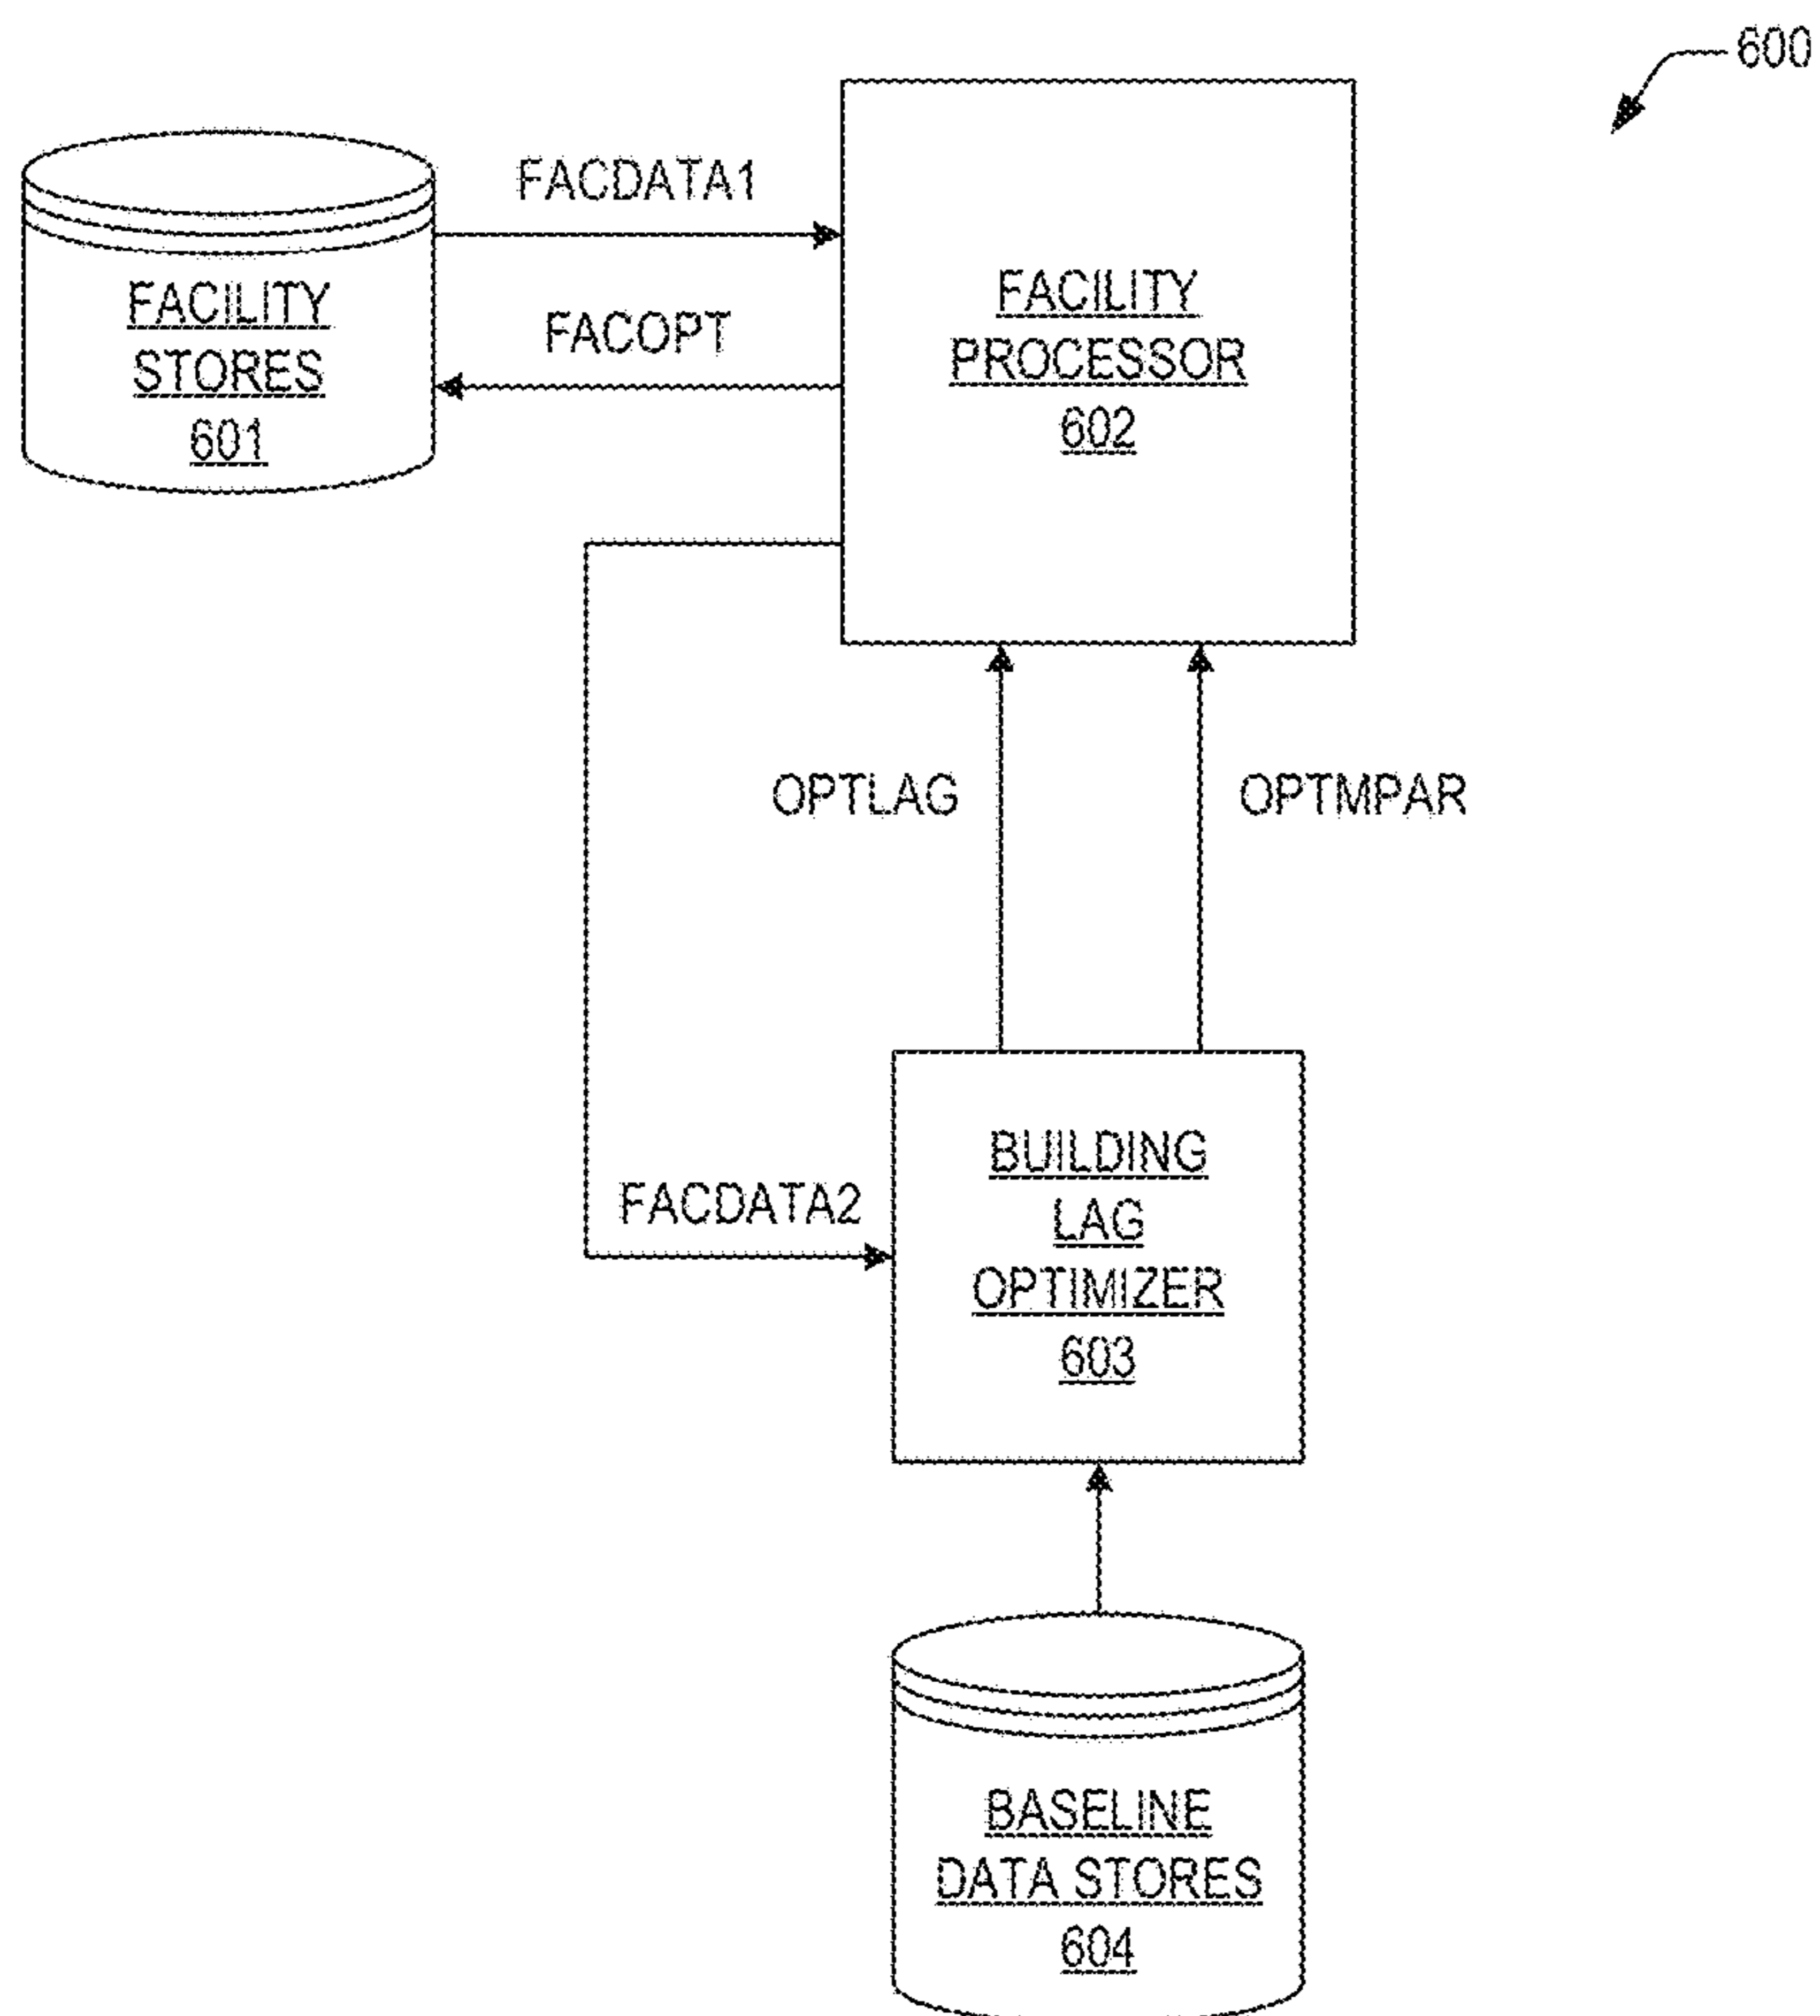 600
FACILITY
STORES
601
FACDATA1
FACOPT
FACILITY
PROCESSOR
602
OPTLAG
OPTMPAR
FACDATA2
BUILDING
LAG
OPTIMIZER
603
BASELINE
DATA STORES
604